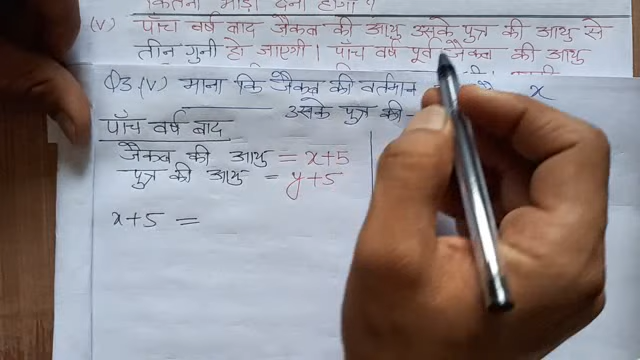 कितना भाड़ा देना होगा?
(V) पाँच वर्ष बाद जैकब की आयु उसके पुत्र की आयु से
तीन गुनी हो जाएगी। पाँच वर्ष पूर्व जैकब की आयु
Q3 (V) माना कि जैकब की वर्तमान x
उसके पुत्र की
पाँच वर्ष बाद
जैकब की आयु = x+5
पुत्र की आयु = y+5
x+5 =